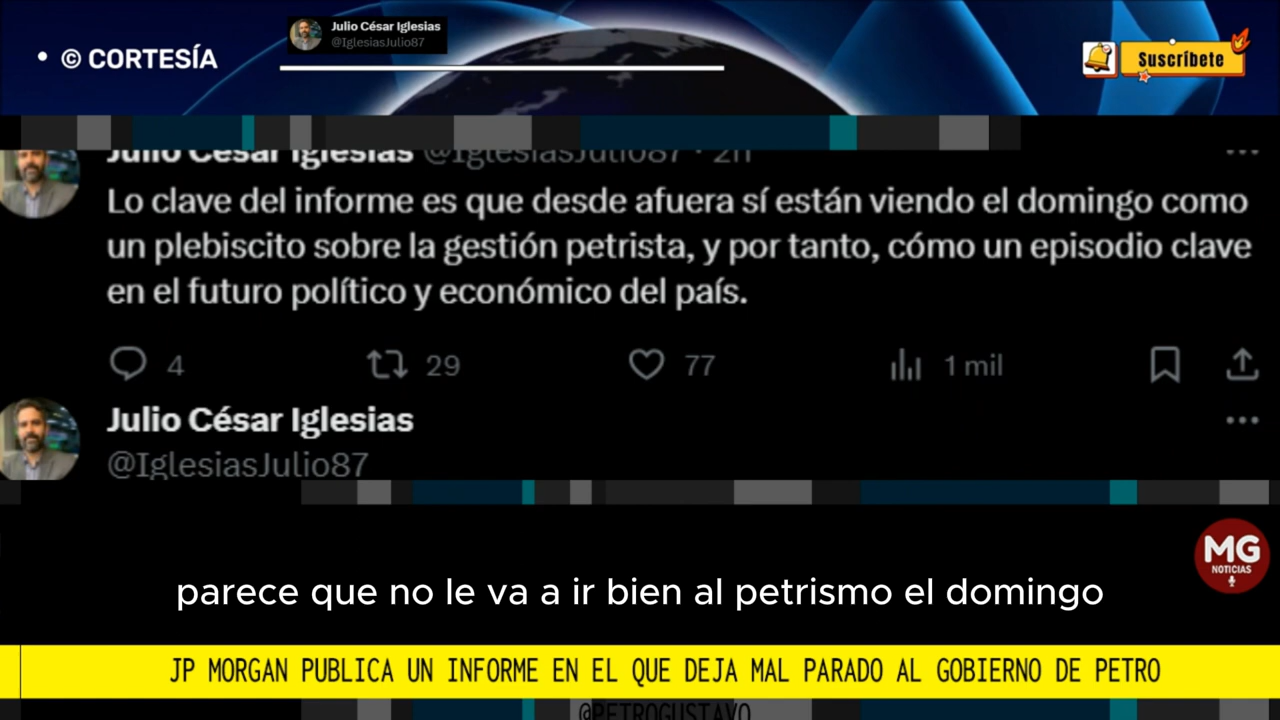 • © CORTESÍA
Julio César Iglesias
@IglesiasJulio87
Suscríbete
Julio César Iglesias @IglesiasJulio87 · 2h
Lo clave del informe es que desde afuera sí están viendo el domingo como
un plebiscito sobre la gestión petrista, y por tanto, cómo un episodio clave
en el futuro político y económico del país.
4 29 77 1 mil
Julio César Iglesias
@IglesiasJulio87
MG
NOTICIAS
parece que no le va a ir bien al petrismo el domingo
JP MORGAN PUBLICA UN INFORME EN EL QUE DEJA MAL PARADO AL GOBIERNO DE PETRO
@PETROGUSTAVO